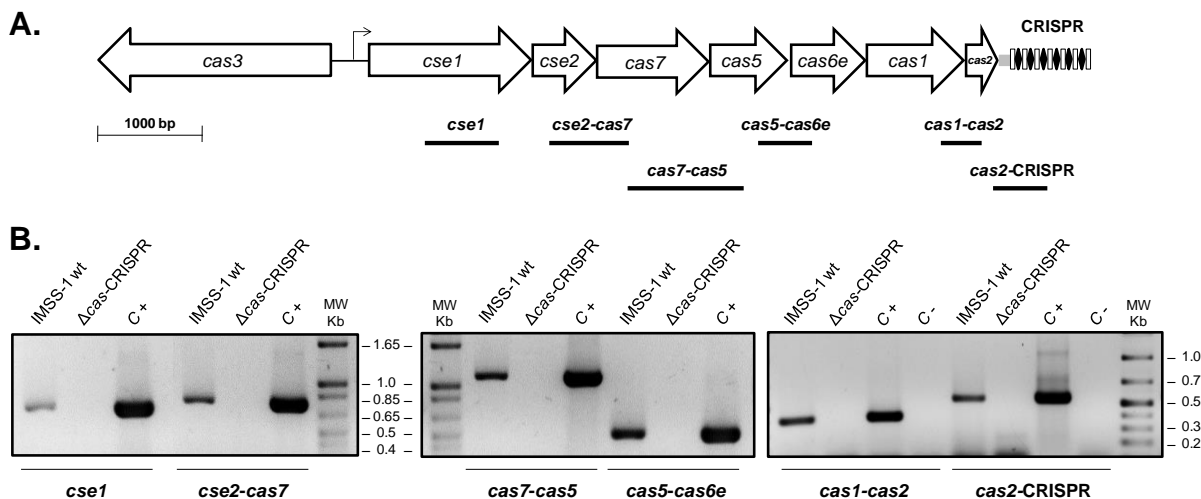 A.
CRISPR
cas3 cse1 cse2 cas7 cas5 cas6e cas1 cas2
1000 bp
cse1 cse2-cas7 cas5-cas6e cas1-cas2
cas7-cas5 cas2-CRISPR
B.
IMSS-1 wt Δcas-CRISPR C + IMSS-1 wt Δcas-CRISPR C + MW Kb
1.65
1.0
0.85
0.65
0.5
0.4
MW Kb IMSS-1 wt Δcas-CRISPR C + IMSS-1 wt Δcas-CRISPR C +
IMSS-1 wt Δcas-CRISPR C + C - IMSS-1 wt Δcas-CRISPR C + C - MW Kb
1.0
0.7
0.5
0.3
0.2
cse1 cse2-cas7 cas7-cas5 cas5-cas6e cas1-cas2 cas2-CRISPR